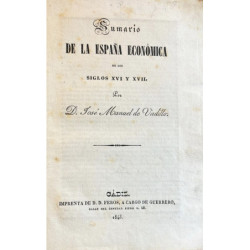 Sumario
DE LA ESPAÑA ECONÓMICA
DE LOS
SIGLOS XVI Y XVII.
Por
D. José Manuel de Vadillo.
CÁDIZ.
IMPRENTA DE D. D. FEROS, A CARGO DE GUERRERO,